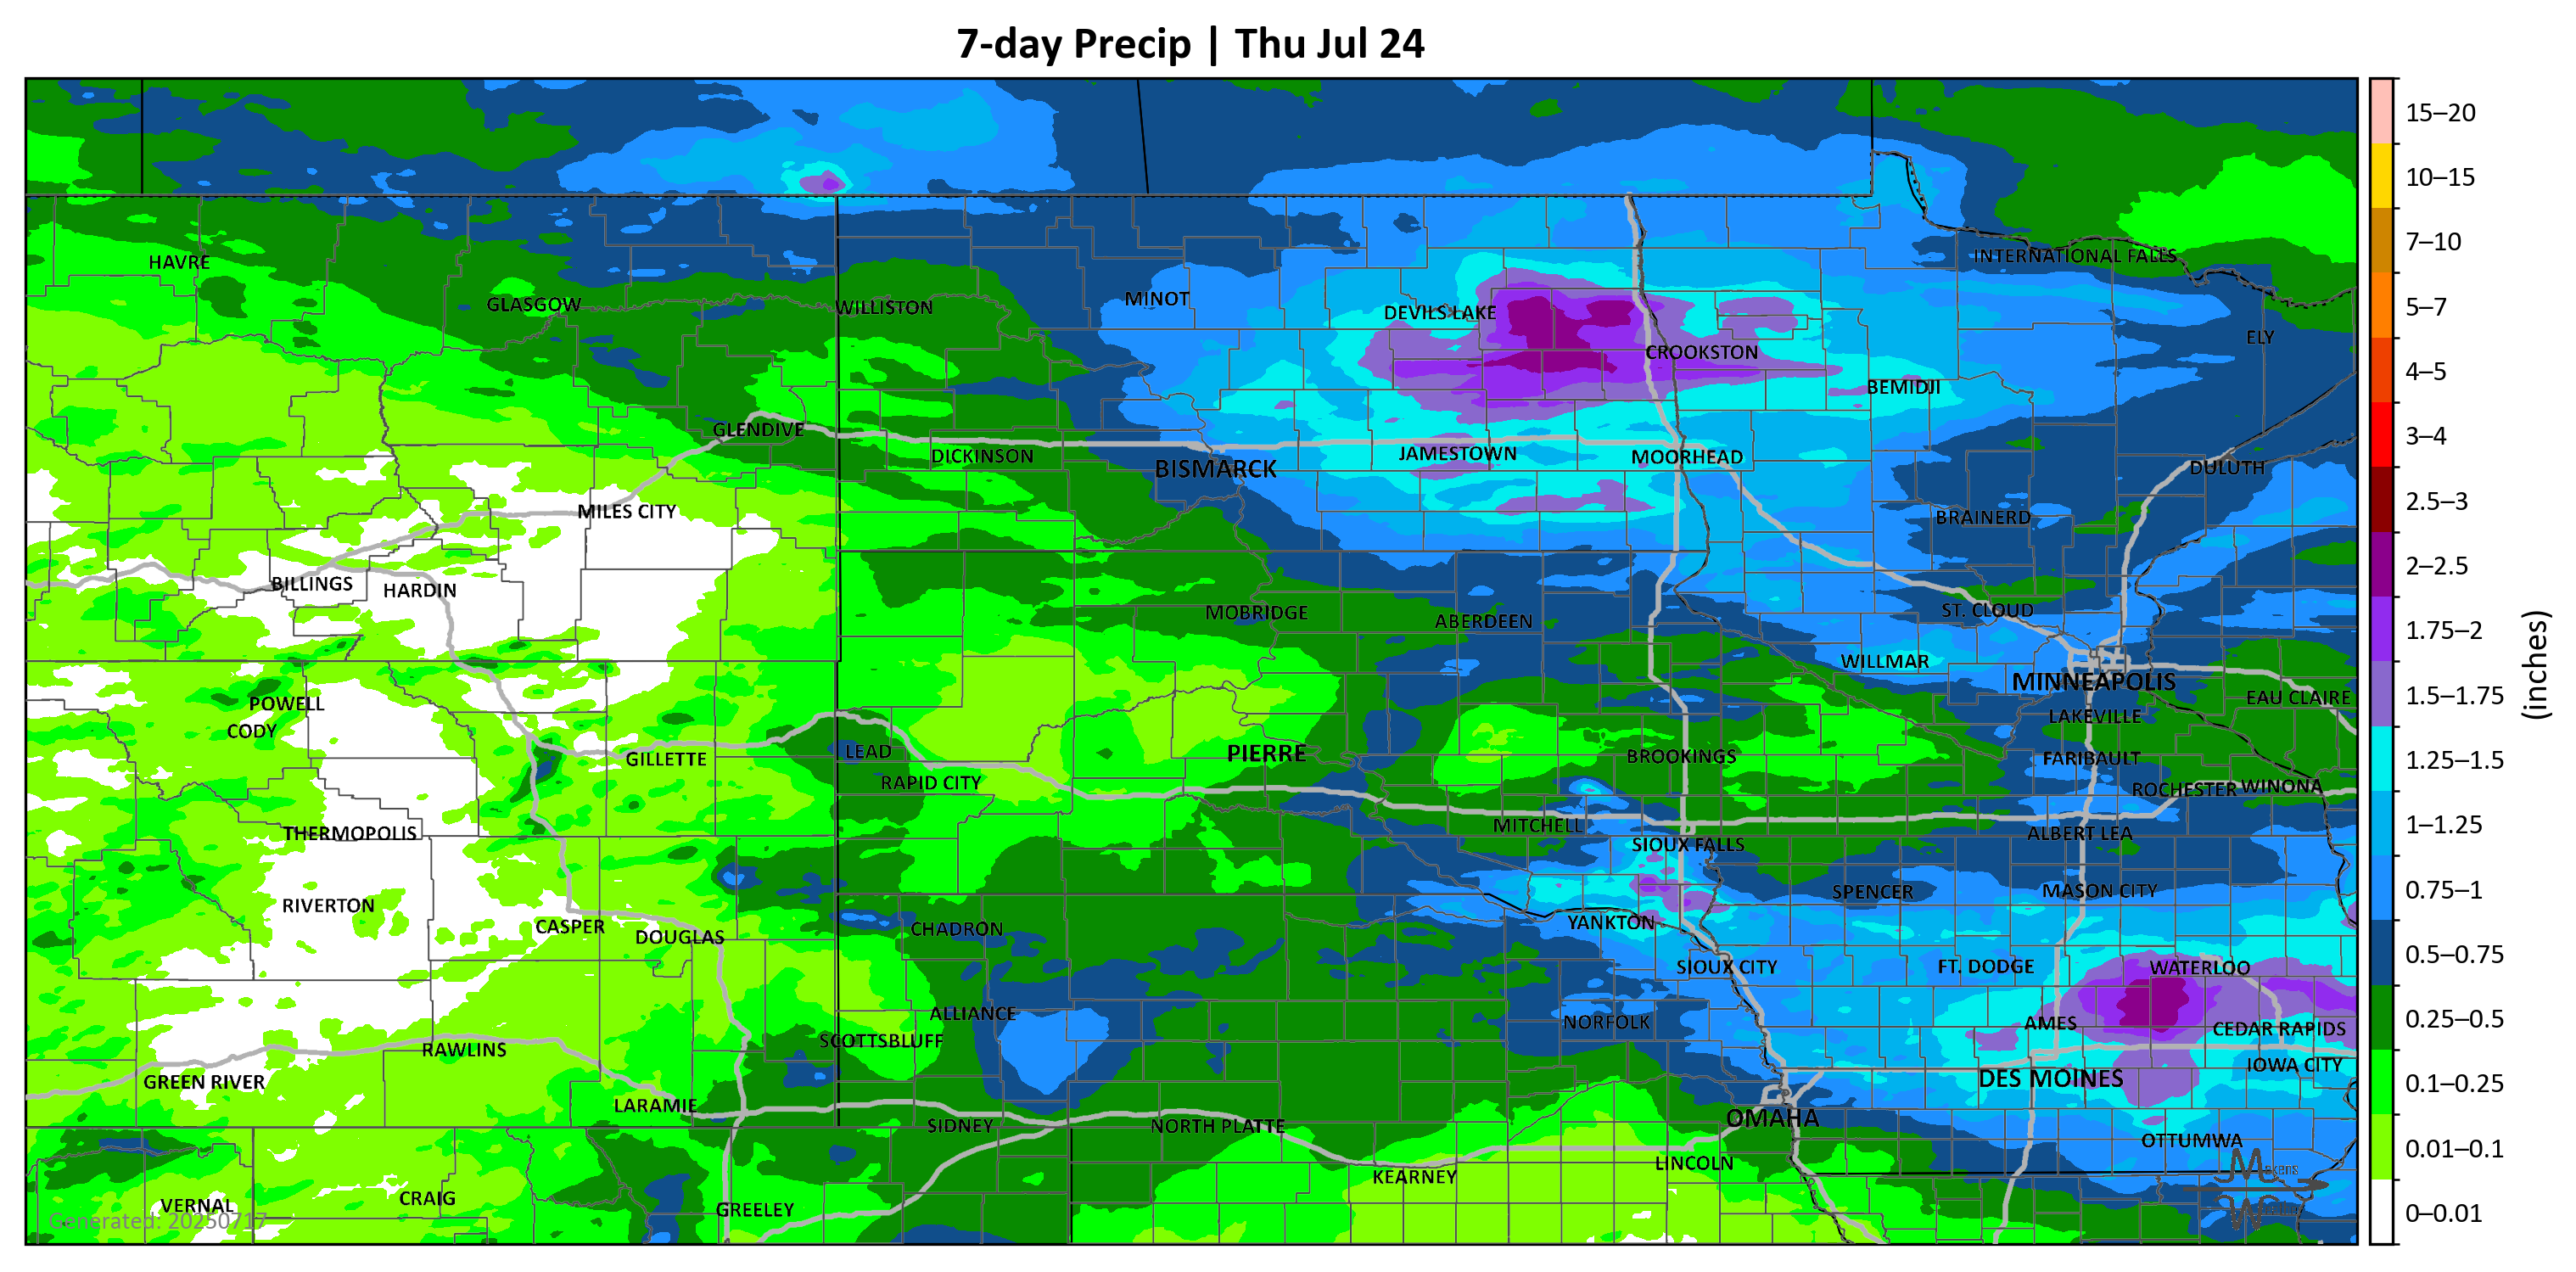 7-day Precip | Thu Jul 24
HAVRE
INTERNATIONAL FALLS
GLASGOW
WILLISTON
MINOT
DEVILS LAKE
ELY
CROOKSTON
BEMIDJI
GLENDIVE
DICKINSON
BISMARCK
JAMESTOWN
MOORHEAD
DULUTH
MILES CITY
BRAINERD
BILLINGS
HARDIN
MOBRIDGE
ABERDEEN
ST. CLOUD
WILLMAR
MINNEAPOLIS
POWELL
EAU CLAIRE
CODY
LAKEVILLE
GILLETTE
LEAD
PIERRE
BROOKINGS
FARIBAULT
RAPID CITY
ROCHESTER
WINONA
THERMOPOLIS
MITCHELL
ALBERT LEA
SIOUX FALLS
RIVERTON
SPENCER
MASON CITY
CASPER
DOUGLAS
CHADRON
YANKTON
SIOUX CITY
FT. DODGE
WATERLOO
ALLIANCE
NORFOLK
AMES
CEDAR RAPIDS
SCOTTSBLUFF
RAWLINS
IOWA CITY
GREEN RIVER
DES MOINES
LARAMIE
SIDNEY
NORTH PLATTE
OMAHA
OTTUMWA
KEARNEY
LINCOLN
VERNAL
CRAIG
GREELEY
Generated: 20250717
15–20
10–15
7–10
5–7
4–5
3–4
2.5–3
2–2.5
1.75–2
1.5–1.75
1.25–1.5
1–1.25
0.75–1
0.5–0.75
0.25–0.5
0.1–0.25
0.01–0.1
0–0.01
(inches)